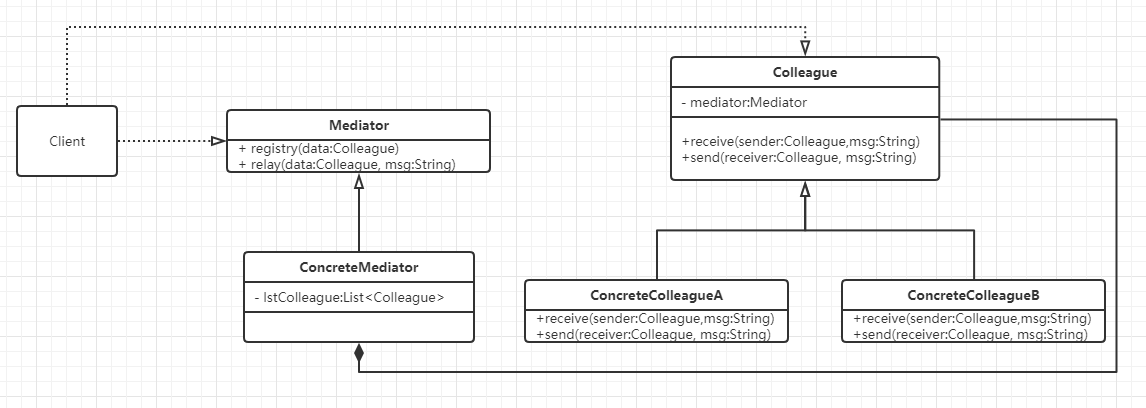 Client
Mediator
+ registry(data:Colleague)
+ relay(data:Colleague, msg:String)
Colleague
- mediator:Mediator
+receive(sender:Colleague,msg:String)
+send(receiver:Colleague, msg:String)
ConcreteMediator
- lstColleague:List<Colleague>
ConcreteColleagueA
+receive(sender:Colleague,msg:String)
+send(receiver:Colleague, msg:String)
ConcreteColleagueB
+receive(sender:Colleague,msg:String)
+send(receiver:Colleague, msg:String)